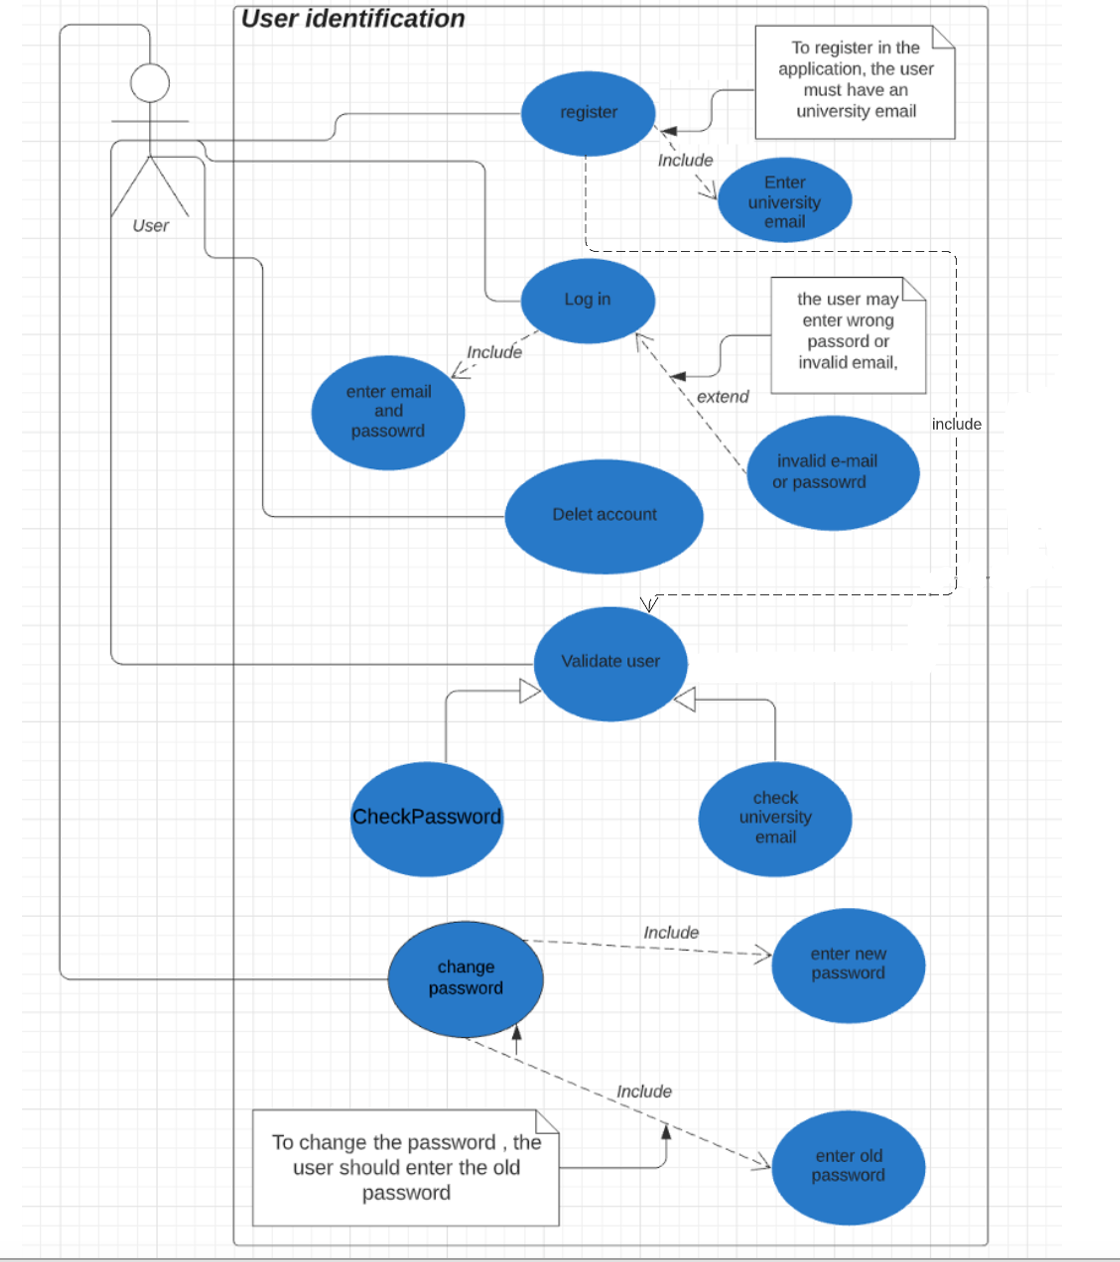 User identification
To register in the
application, the user
must have an
university email
register
Include
Enter
university
email
User
Log in
the user may
enter wrong
passord or
invalid email,
Include
enter email
and
passowrd
extend
include
invalid e-mail
or passowrd
Delet account
Validate user
CheckPassword
check
university
email
Include
change
password
enter new
password
Include
To change the password , the
user should enter the old
password
enter old
password